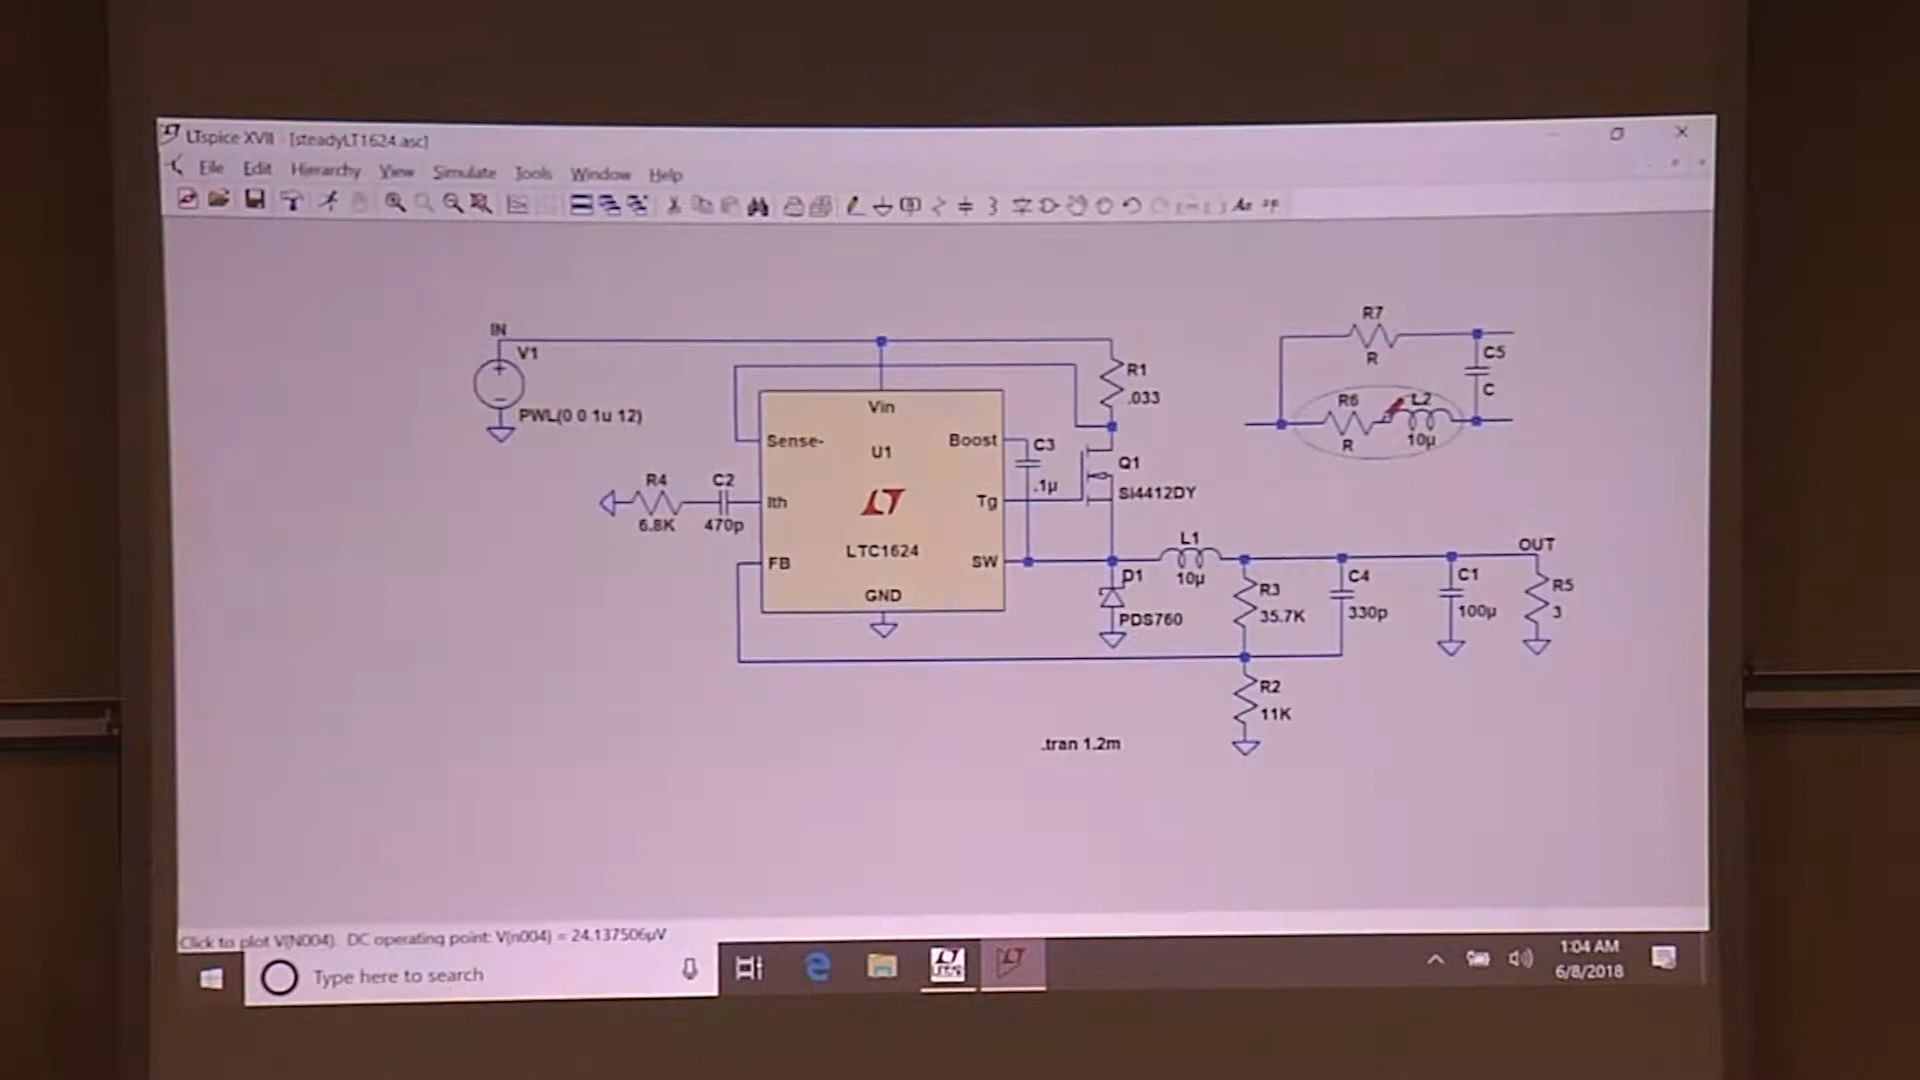 LTspice XVII - [steadyLT1624.asc]
File Edit Hierarchy View Simulate Tools Window Help
IN
V1
PWL(0 0 1u 12)
R1
.033
Vin
Sense-
Boost
U1
C3
.1µ
Q1
Si4412DY
R4
6.8K
C2
470p
Ith
Tg
LTC1624
FB
SW
GND
D1
PDS760
L1
10µ
R3
35.7K
C4
330p
C1
100µ
OUT
R5
3
R2
11K
.tran 1.2m
R7
R
C5
C
R6
R
L2
10µ
Click to plot V(N004). DC operating point: V(n004) = 24.137506µV
Type here to search
1:04 AM
6/8/2018